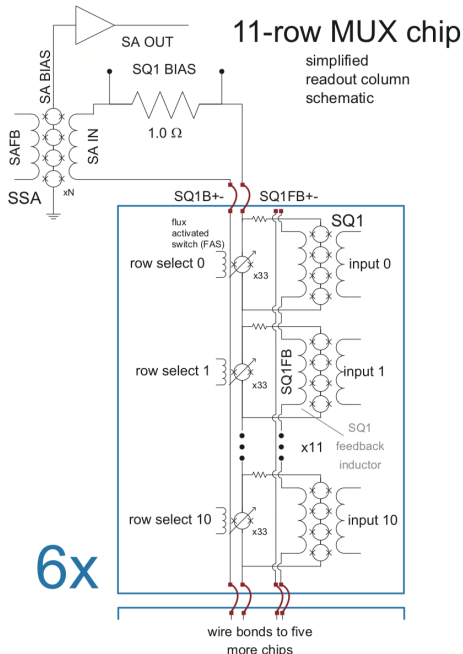 11-row MUX chip
simplified
readout column
schematic
SA OUT
SA BIAS
SQ1 BIAS
1.0 Ω
SAFB
SA IN
SSA
xN
SQ1B+-
SQ1FB+-
flux
activated
switch (FAS)
SQ1
row select 0
x33
input 0
row select 1
x33
SQ1FB
input 1
SQ1
feedback
inductor
x11
row select 10
x33
input 10
6x
wire bonds to five
more chips